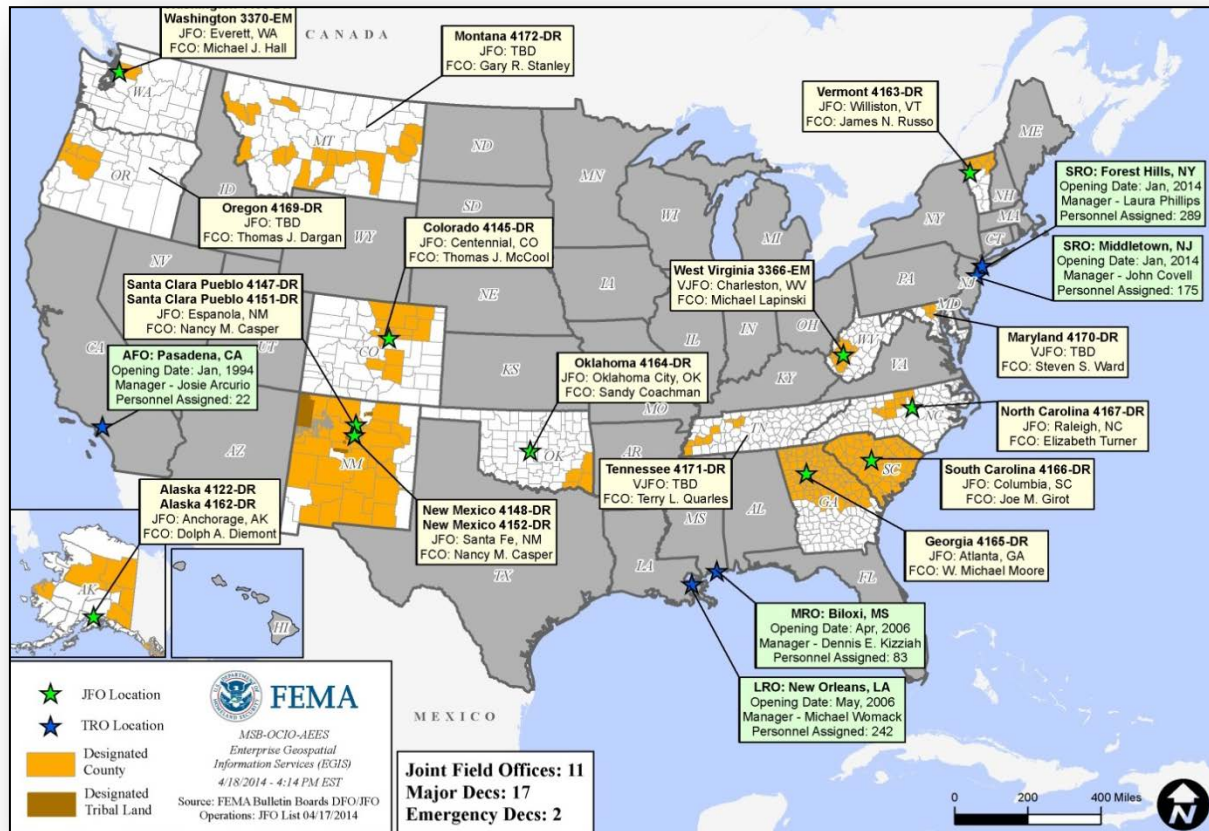 Washington 3370-EM
JFO: Everett, WA
FCO: Michael J. Hall
CANADA
Montana 4172-DR
JFO: TBD
FCO: Gary R. Stanley
Vermont 4163-DR
JFO: Williston, VT
FCO: James N. Russo
SRO: Forest Hills, NY
Opening Date: Jan, 2014
Manager - Laura Phillips
Personnel Assigned: 289
SRO: Middletown, NJ
Opening Date: Jan, 2014
Manager - John Covell
Personnel Assigned: 175
Oregon 4169-DR
JFO: TBD
FCO: Thomas J. Dargan
Colorado 4145-DR
JFO: Centennial, CO
FCO: Thomas J. McCool
Santa Clara Pueblo 4147-DR
Santa Clara Pueblo 4151-DR
JFO: Espanola, NM
FCO: Nancy M. Casper
West Virginia 3366-EM
VJFO: Charleston, WV
FCO: Michael Lapinski
Maryland 4170-DR
VJFO: TBD
FCO: Steven S. Ward
AFO: Pasadena, CA
Opening Date: Jan, 1994
Manager - Josie Arcurio
Personnel Assigned: 22
Oklahoma 4164-DR
JFO: Oklahoma City, OK
FCO: Sandy Coachman
North Carolina 4167-DR
JFO: Raleigh, NC
FCO: Elizabeth Turner
Tennessee 4171-DR
VJFO: TBD
FCO: Terry L. Quarles
South Carolina 4166-DR
JFO: Columbia, SC
FCO: Joe M. Girot
Alaska 4122-DR
Alaska 4162-DR
JFO: Anchorage, AK
FCO: Dolph A. Diemont
New Mexico 4148-DR
New Mexico 4152-DR
JFO: Santa Fe, NM
FCO: Nancy M. Casper
Georgia 4165-DR
JFO: Atlanta, GA
FCO: W. Michael Moore
MRO: Biloxi, MS
Opening Date: Apr, 2006
Manager - Dennis E. Kizziah
Personnel Assigned: 83
LRO: New Orleans, LA
Opening Date: May, 2006
Manager - Michael Womack
Personnel Assigned: 242
WA
MT
ND
MN
ME
OR
ID
SD
WI
NY
NH
MA
CT
WY
MI
PA
NJ
NV
NE
IA
MD
CA
UT
CO
KS
IL
IN
OH
WV
VA
MO
KY
AZ
NM
OK
AR
TN
NC
SC
TX
LA
MS
AL
GA
FL
AK
HI
MEXICO
JFO Location
TRO Location
Designated
County
Designated
Tribal Land
FEMA
MSB-OCIO-AEES
Enterprise Geospatial
Information Services (EGIS)
4/18/2014 - 4:14 PM EST
Source: FEMA Bulletin Boards DFO/JFO
Operations: JFO List 04/17/2014
Joint Field Offices: 11
Major Decs: 17
Emergency Decs: 2
0 200 400 Miles
N